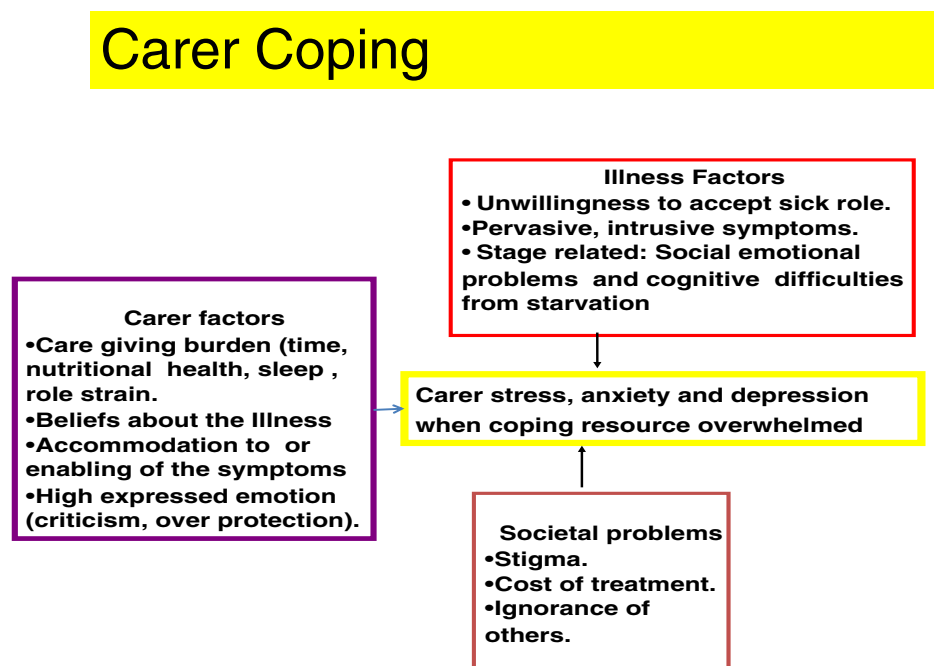 Carer Coping
Illness Factors
• Unwillingness to accept sick role.
•Pervasive, intrusive symptoms.
• Stage related: Social emotional
problems and cognitive difficulties
from starvation
Carer factors
•Care giving burden (time,
nutritional health, sleep ,
role strain.
•Beliefs about the Illness
•Accommodation to or
enabling of the symptoms
•High expressed emotion
(criticism, over protection).
Carer stress, anxiety and depression
when coping resource overwhelmed
Societal problems
•Stigma.
•Cost of treatment.
•Ignorance of
others.